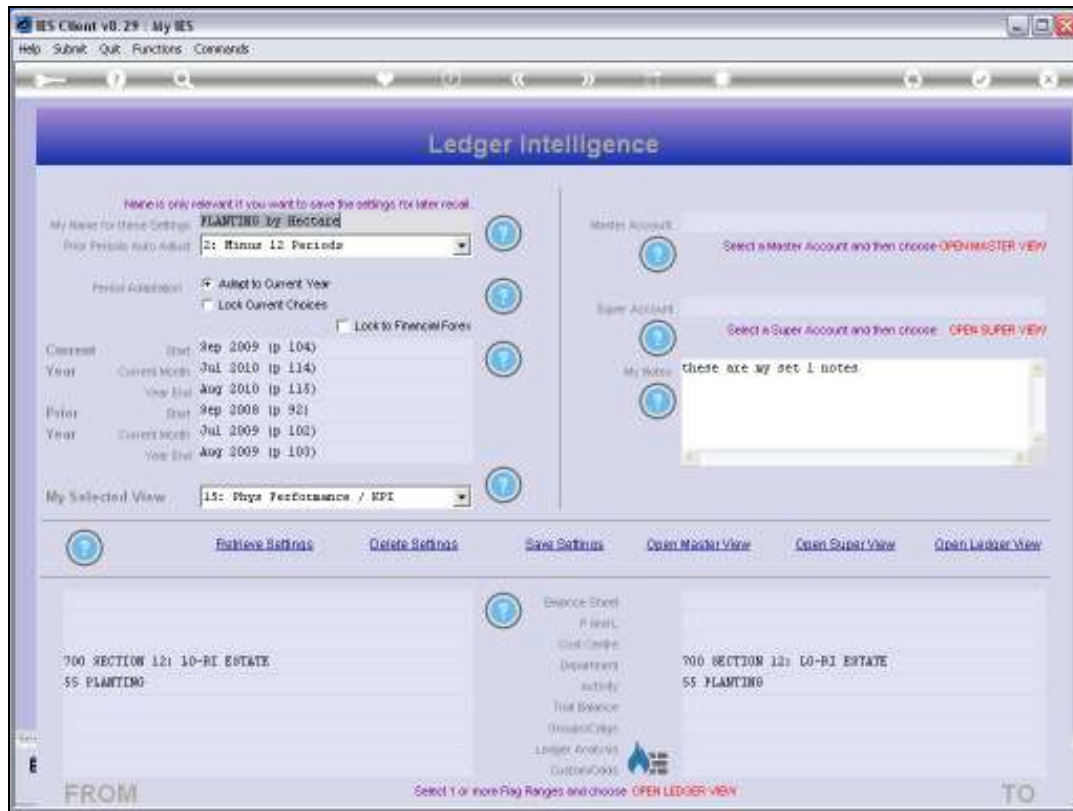 IES Client v8.29 : My IES
Help Submit Quit Functions Commands
Ledger Intelligence
Name is only relevant if you want to save the settings for later recall
My Name for these Settings PLANTING by Hectare
Prior Periods Auto Adjust 2: Minus 12 Periods
Period Adaptation Adapt to Current Year
Lock Current Choices
Lock to Financial Forex
Current Start Sep 2009 (p 104)
Year Current Month Jul 2010 (p 114)
Year End Aug 2010 (p 115)
Prior Start Sep 2008 (p 92)
Year Current Month Jul 2009 (p 102)
Year End Aug 2009 (p 103)
My Selected View 15: Phys Performance / KPI
Master Account
Select a Master Account and then choose OPEN MASTER VIEW
Super Account
Select a Super Account and then choose OPEN SUPER VIEW
My Notes these are my set 1 notes
Retrieve Settings Delete Settings Save Settings Open Master View Open Super View Open Ledger View
Balance Sheet
P and L
Cost Centre
700 SECTION 12: LO-RI ESTATE Department 700 SECTION 12: LO-RI ESTATE
55 PLANTING Activity 55 PLANTING
Trial Balance
Ledger Analysis
FROM Select 1 or more Flag Ranges and choose OPEN LEDGER VIEW TO